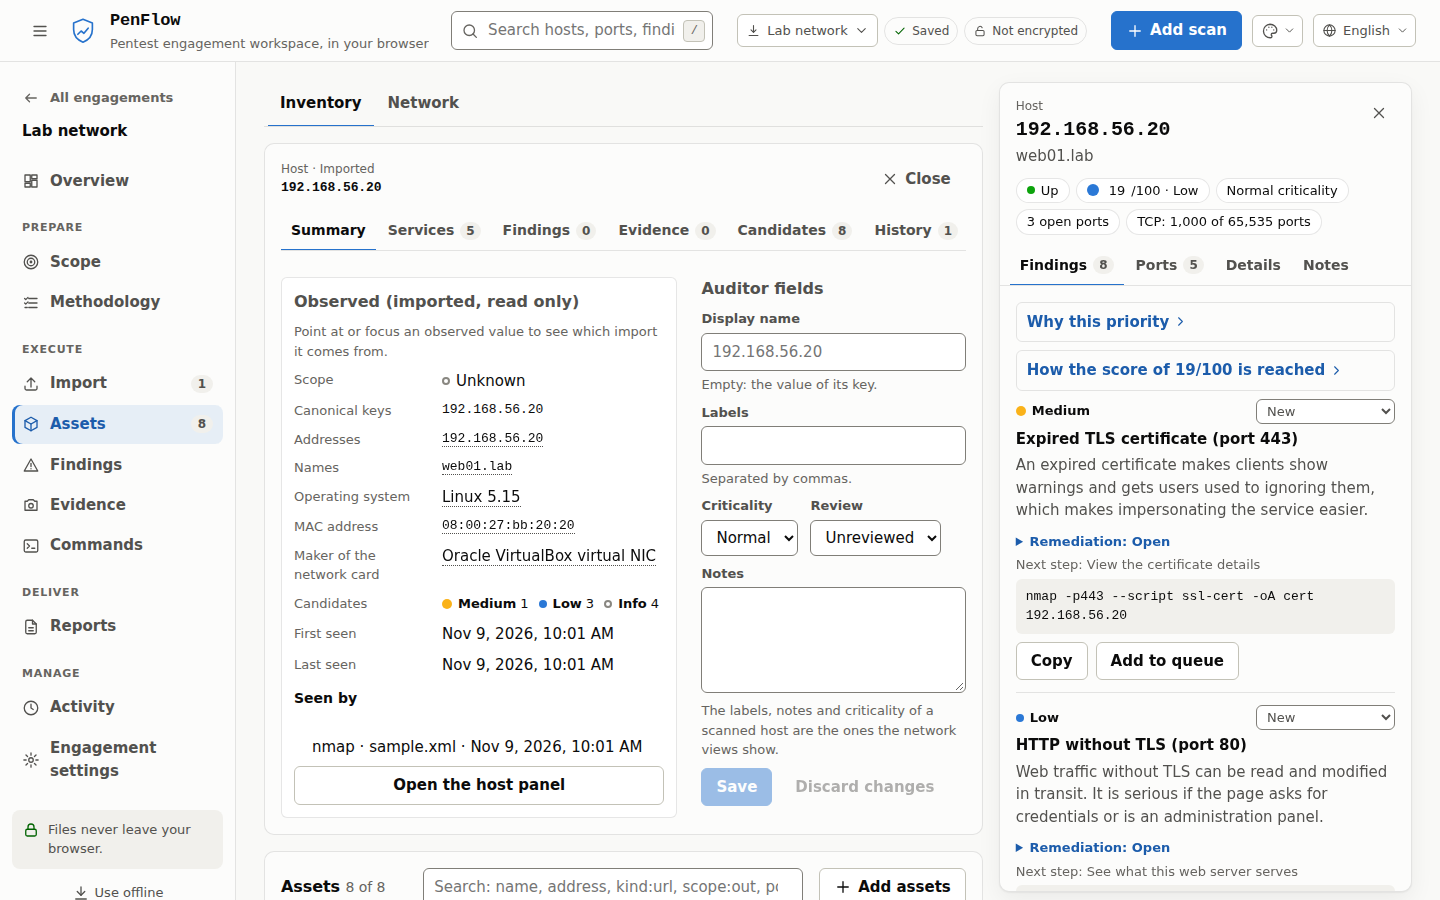 PenFlow
Pentest engagement workspace, in your browser
Search hosts, ports, findi
/
Lab network
Saved
Not encrypted
Add scan
English
All engagements
Lab network
Overview
PREPARE
Scope
Methodology
EXECUTE
Import 1
Assets 8
Findings
Evidence
Commands
DELIVER
Reports
MANAGE
Activity
Engagement
settings
Files never leave your
browser.
Use offline
Inventory Network
Host · Imported
192.168.56.20
Close
Summary Services 5 Findings 0 Evidence 0 Candidates 8 History 1
Observed (imported, read only)
Point at or focus an observed value to see which import
it comes from.
Scope Unknown
Canonical keys 192.168.56.20
Addresses 192.168.56.20
Names web01.lab
Operating system Linux 5.15
MAC address 08:00:27:bb:20:20
Maker of the
network card
Oracle VirtualBox virtual NIC
Candidates Medium 1 Low 3 Info 4
First seen Nov 9, 2026, 10:01 AM
Last seen Nov 9, 2026, 10:01 AM
Seen by
nmap · sample.xml · Nov 9, 2026, 10:01 AM
Open the host panel
Auditor fields
Display name
192.168.56.20
Empty: the value of its key.
Labels
Separated by commas.
Criticality Review
Normal Unreviewed
Notes
The labels, notes and criticality of a
scanned host are the ones the network
views show.
Save Discard changes
Assets 8 of 8
Search: name, address, kind:url, scope:out, po
Add assets
Host
192.168.56.20
web01.lab
Up 19 /100 · Low Normal criticality
3 open ports TCP: 1,000 of 65,535 ports
Findings 8 Ports 5 Details Notes
Why this priority
How the score of 19/100 is reached
Medium New
Expired TLS certificate (port 443)
An expired certificate makes clients show
warnings and gets users used to ignoring them,
which makes impersonating the service easier.
Remediation: Open
Next step: View the certificate details
nmap -p443 --script ssl-cert -oA cert
192.168.56.20
Copy Add to queue
Low New
HTTP without TLS (port 80)
Web traffic without TLS can be read and modified
in transit. It is serious if the page asks for
credentials or is an administration panel.
Remediation: Open
Next step: See what this web server serves